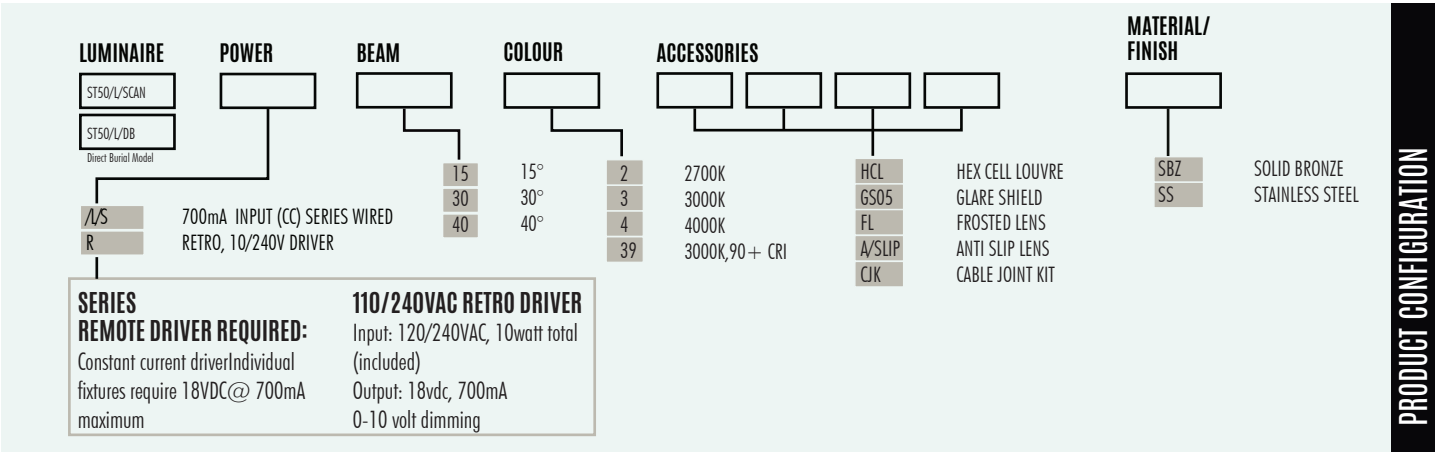 LUMINAIRE POWER BEAM COLOUR ACCESSORIES MATERIAL/
FINISH
ST50/L/SCAN
ST50/L/DB
Direct Burial Model
/L/S 700mA INPUT (CC) SERIES WIRED
R RETRO, 10/240V DRIVER
15 15°
30 30°
40 40°
2 2700K
3 3000K
4 4000K
39 3000K,90+ CRI
HCL HEX CELL LOUVRE
GS05 GLARE SHIELD
FL FROSTED LENS
A/SLIP ANTI SLIP LENS
CJK CABLE JOINT KIT
SBZ SOLID BRONZE
SS STAINLESS STEEL
SERIES
REMOTE DRIVER REQUIRED:
Constant current driverIndividual
fixtures require 18VDC@ 700mA
maximum
110/240VAC RETRO DRIVER
Input: 120/240VAC, 10watt total
(included)
Output: 18vdc, 700mA
0-10 volt dimming
PRODUCT CONFIGURATION